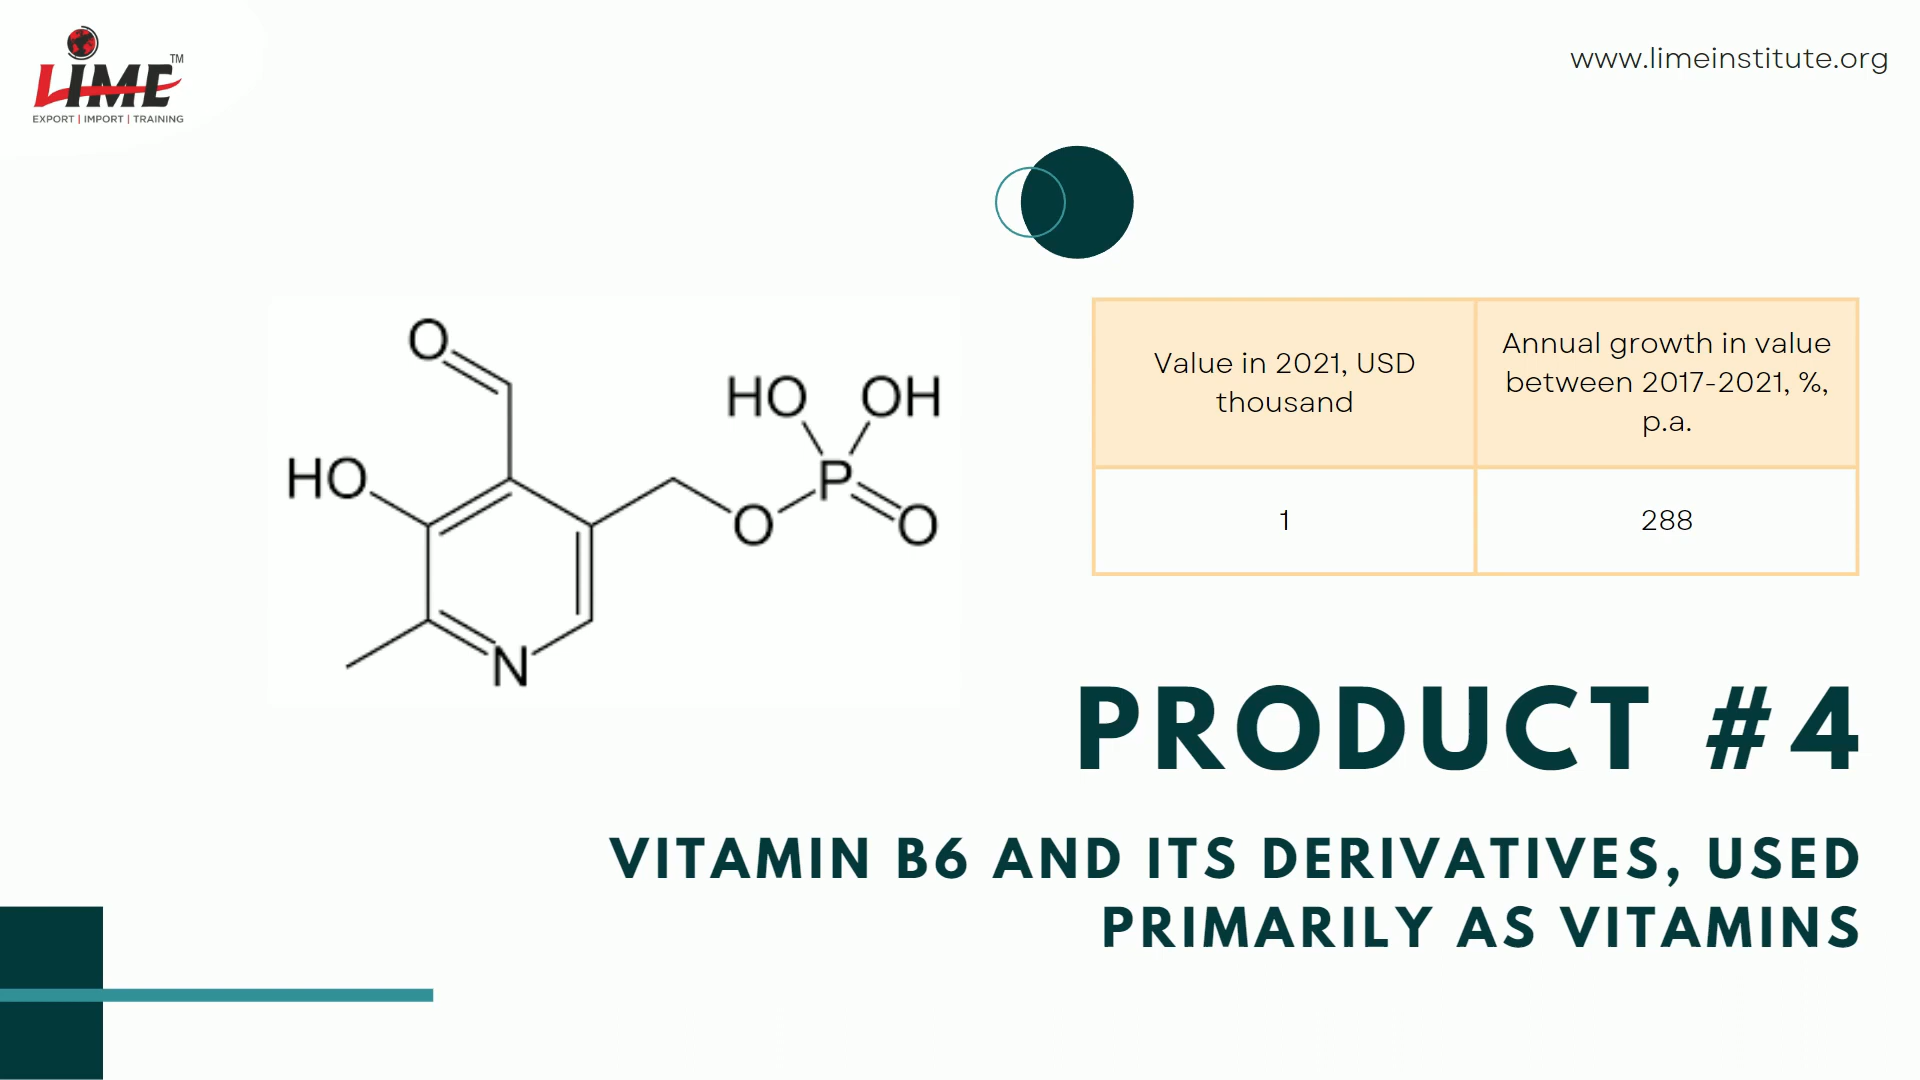 LIME
TM
EXPORT | IMPORT | TRAINING
www.limeinstitute.org
O
HO
OH
HO
P
O
O
N
Value in 2021, USD
thousand
Annual growth in value
between 2017-2021, %,
p.a.
1
288
PRODUCT #4
VITAMIN B6 AND ITS DERIVATIVES, USED
PRIMARILY AS VITAMINS